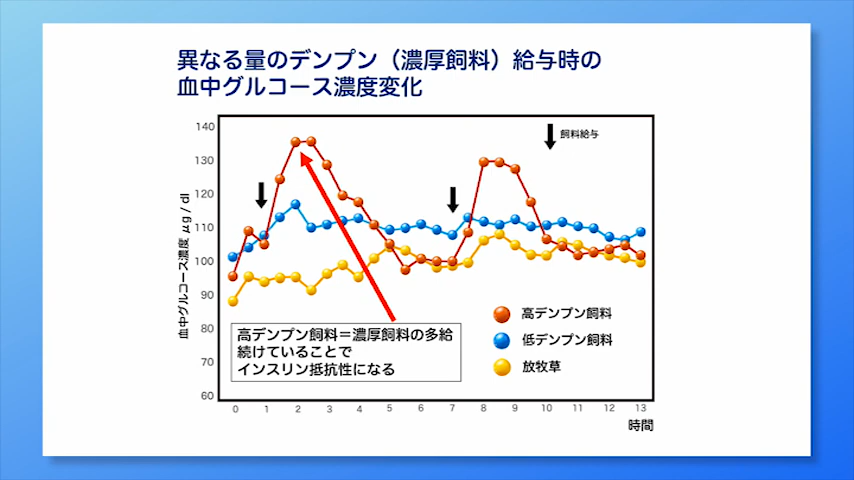 異なる量のデンプン（濃厚飼料）給与時の
血中グルコース濃度変化
140
130
120
110
100
90
80
70
60
血中グルコース濃度 μg / dl
飼料給与
高デンプン飼料＝濃厚飼料の多給
続けていることで
インスリン抵抗性になる
高デンプン飼料
低デンプン飼料
放牧草
0 1 2 3 4 5 6 7 8 9 10 11 12 13
時間